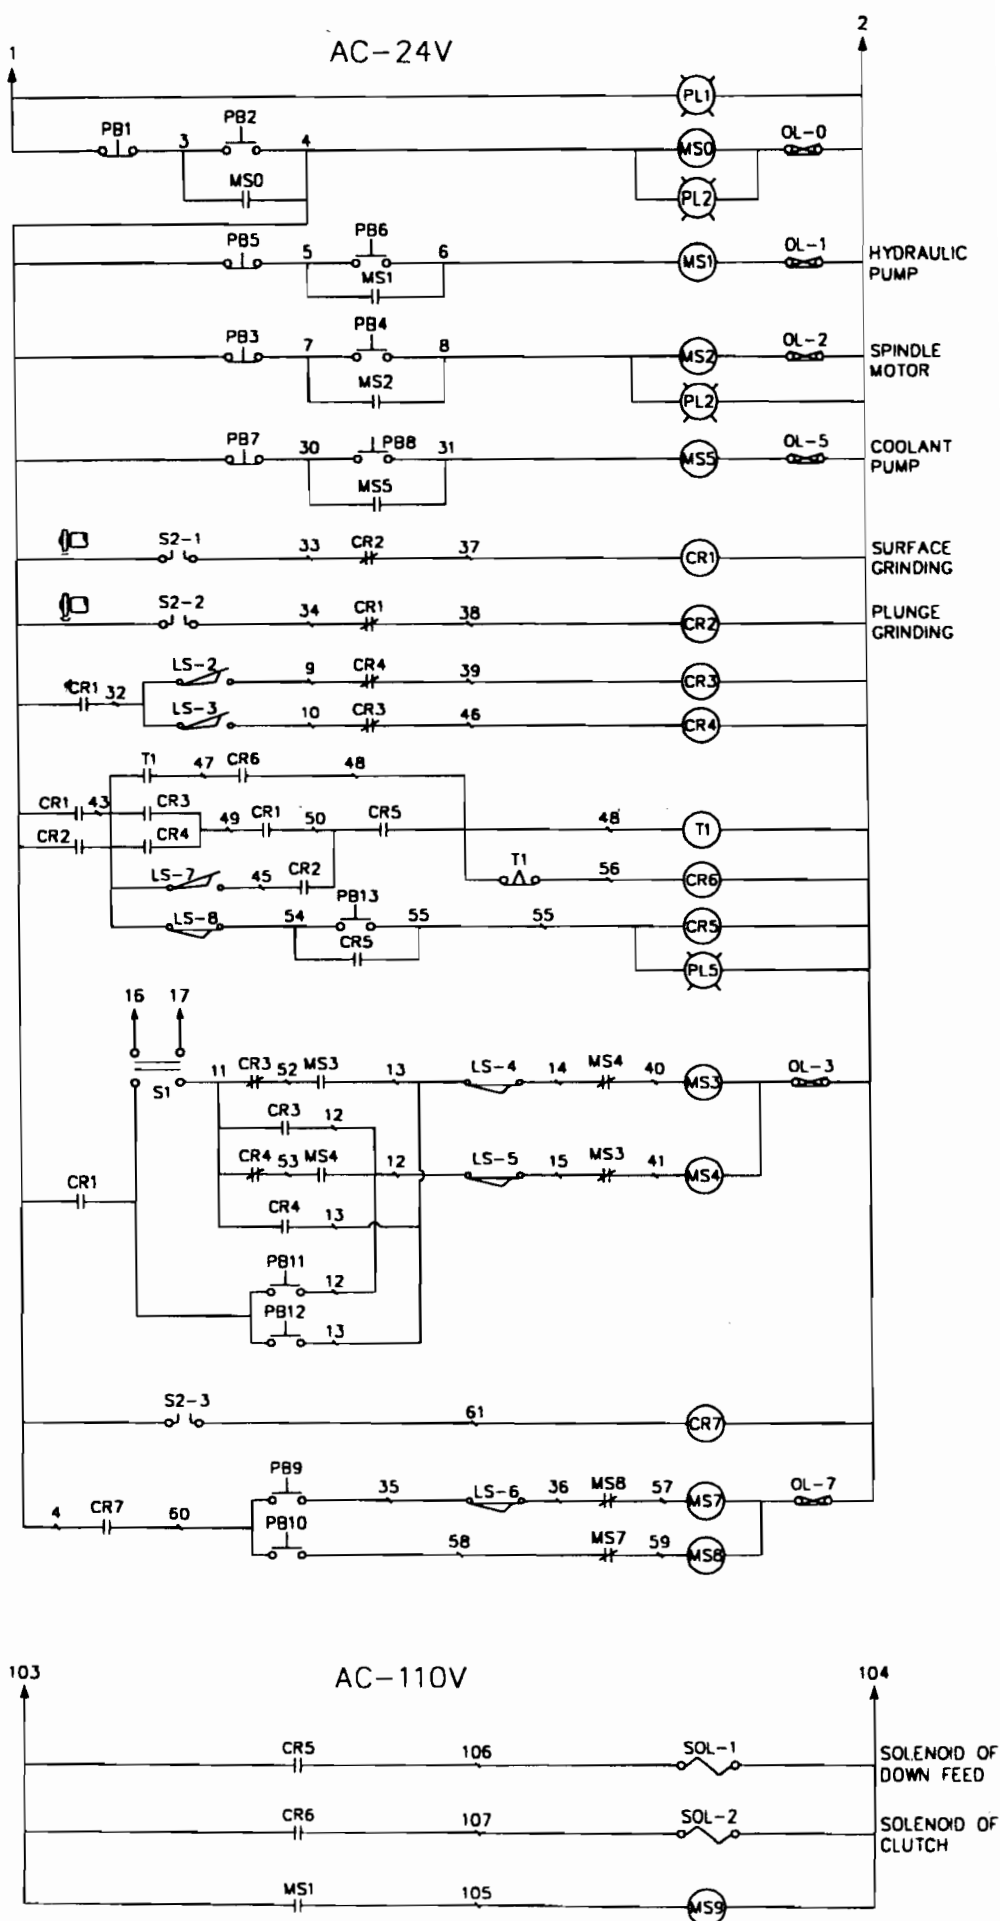 AC-24V
1
2
PL1
PB1
3
PB2
4
MS0
OL-0
MS0
PL2
PB5
5
PB6
6
MS1
OL-1
HYDRAULIC
PUMP
MS1
PB3
7
PB4
8
MS2
OL-2
SPINDLE
MOTOR
MS2
PL2
PB7
30
PB8
31
MS5
OL-5
COOLANT
PUMP
MS5
S2-1
33
CR2
37
CR1
SURFACE
GRINDING
S2-2
34
CR1
38
CR2
PLUNGE
GRINDING
LS-2
9
CR4
39
CR3
CR1
32
LS-3
10
CR3
46
CR4
T1
47
CR6
48
CR1
43
CR3
49
CR1
50
CR5
48
T1
CR2
CR4
LS-7
45
CR2
T1
56
CR6
LS-8
54
PB13
55
55
CR5
CR5
PL5
16
17
S1
11
CR3
52
MS3
13
LS-4
14
MS4
40
MS3
OL-3
CR3
12
CR4
53
MS4
12
LS-5
15
MS3
41
MS4
CR1
CR4
13
PB11
12
PB12
13
S2-3
61
CR7
PB9
35
LS-6
36
MS8
57
MS7
OL-7
4
CR7
60
PB10
58
MS7
59
MS8
103
AC-110V
104
CR5
106
SOL-1
SOLENOID OF
DOWN FEED
CR6
107
SOL-2
SOLENOID OF
CLUTCH
MS1
105
MS9